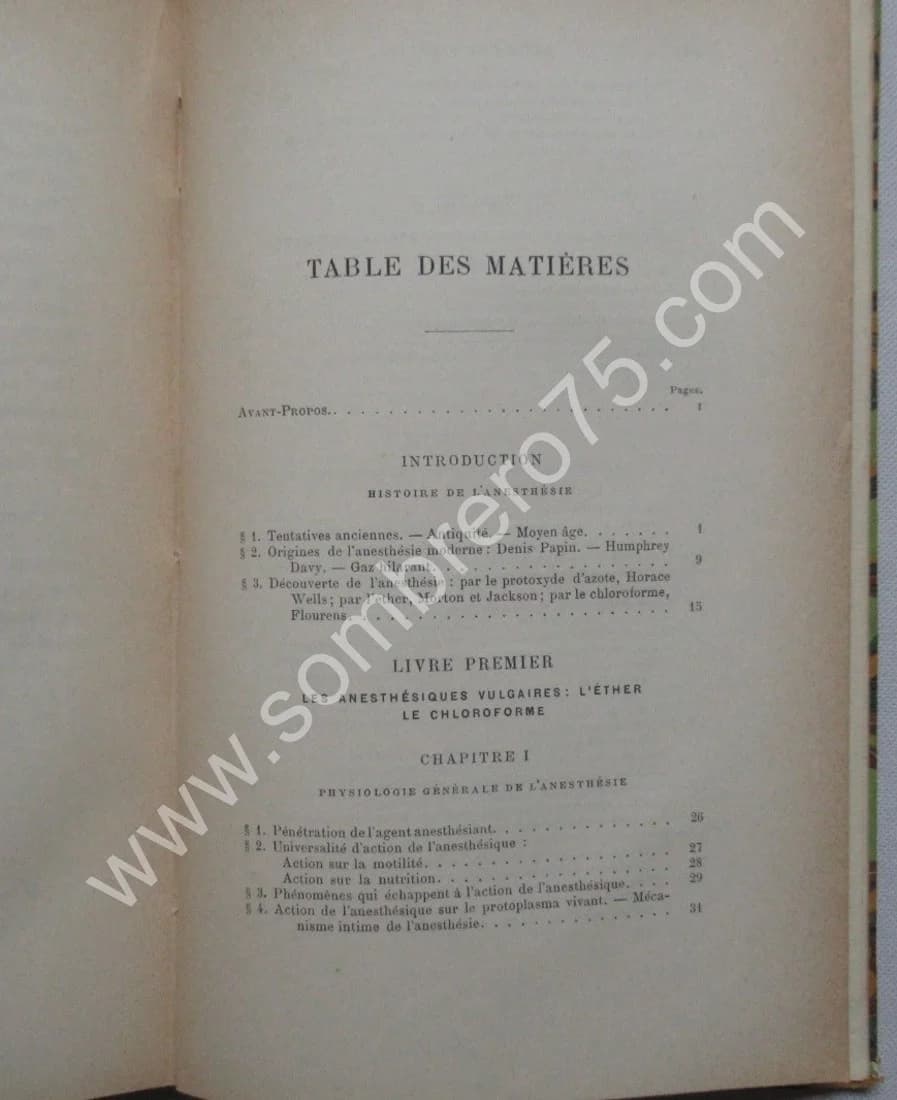 TABLE DES MATIÈRES
Pages.
AVANT-PROPOS. . . . . . . . . . . . . . . . . . . . . . . . . . I
INTRODUCTION
HISTOIRE DE L'ANESTHÉSIE
§ 1. Tentatives anciennes. — Antiquité. — Moyen âge. . . . . . . . 1
§ 2. Origines de l'anesthésie moderne : Denis Papin. — Humphrey
Davy. — Gaz hilarant. . . . . . . . . . . . . . . . . . . 9
§ 3. Découverte de l'anesthésie : par le protoxyde d'azote, Horace
Wells; par l'éther, Morton et Jackson; par le chloroforme,
Flourens. . . . . . . . . . . . . . . . . . . . . . . . 15
LIVRE PREMIER
LES ANESTHÉSIQUES VULGAIRES : L'ÉTHER
LE CHLOROFORME
CHAPITRE I
PHYSIOLOGIE GÉNÉRALE DE L'ANESTHÉSIE
§ 1. Pénétration de l'agent anesthésiant. . . . . . . . . . . . . 26
§ 2. Universalité d'action de l'anesthésique :
Action sur la motilité. . . . . . . . . . . . . . . . . . 27
Action sur la nutrition. . . . . . . . . . . . . . . . . . 28
§ 3. Phénomènes qui échappent à l'action de l'anesthésique. . . . 29
§ 4. Action de l'anesthésique sur le protoplasma vivant. — Méca-
nisme intime de l'anesthésie. . . . . . . . . . . . . . . 31
www.sombrero75.com